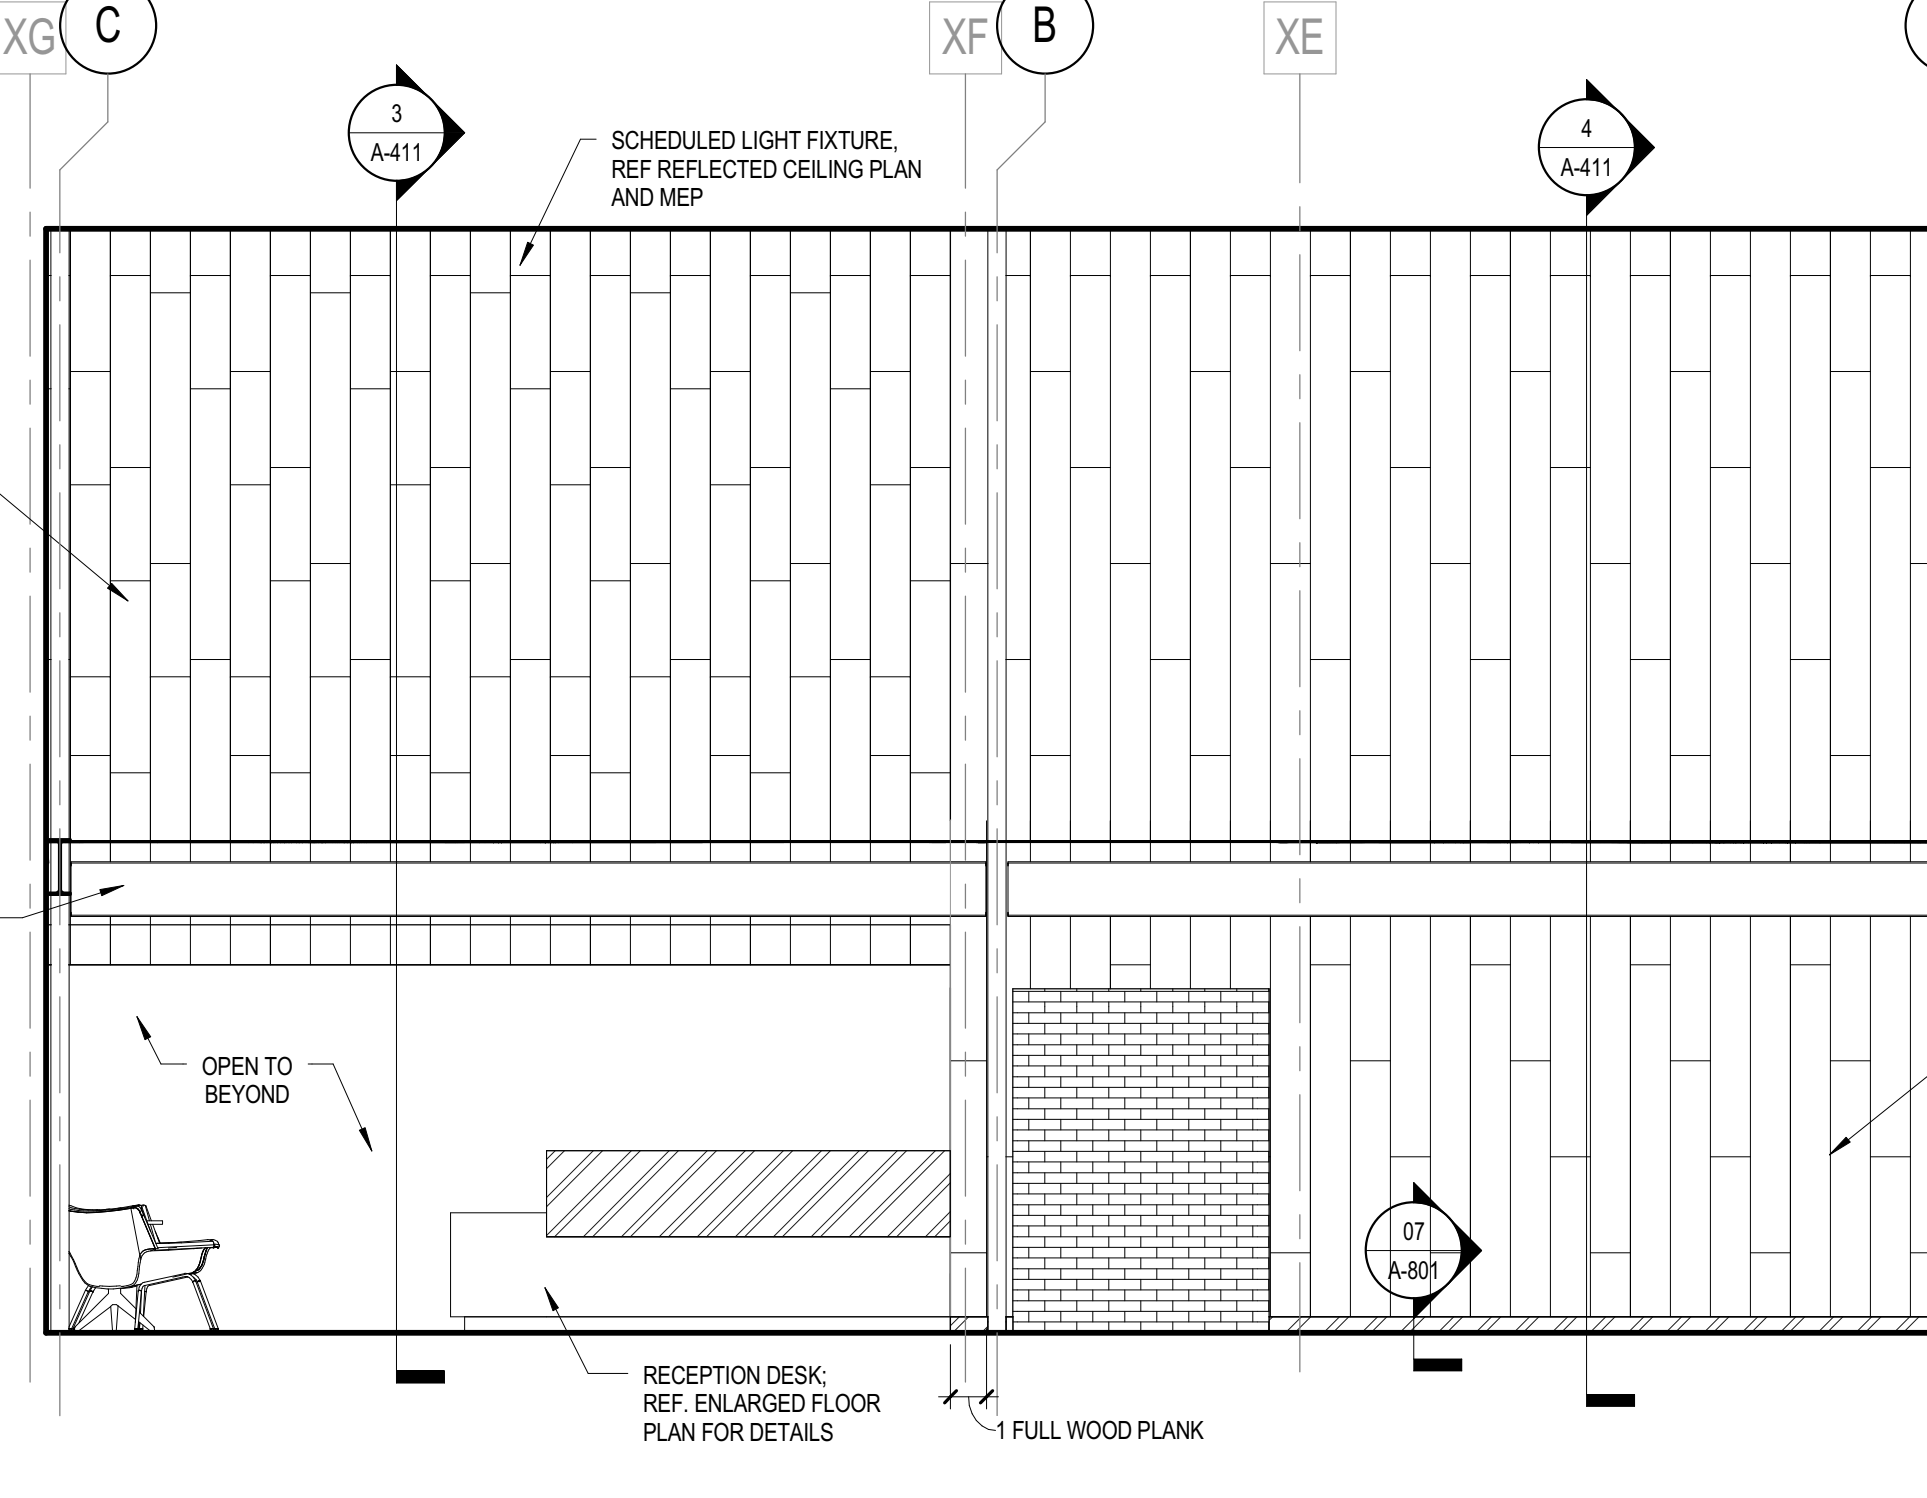 XG
C
XF
B
XE
3
A-411
SCHEDULED LIGHT FIXTURE,
REF REFLECTED CEILING PLAN
AND MEP
4
A-411
OPEN TO
BEYOND
07
A-801
RECEPTION DESK;
REF. ENLARGED FLOOR
PLAN FOR DETAILS
1 FULL WOOD PLANK